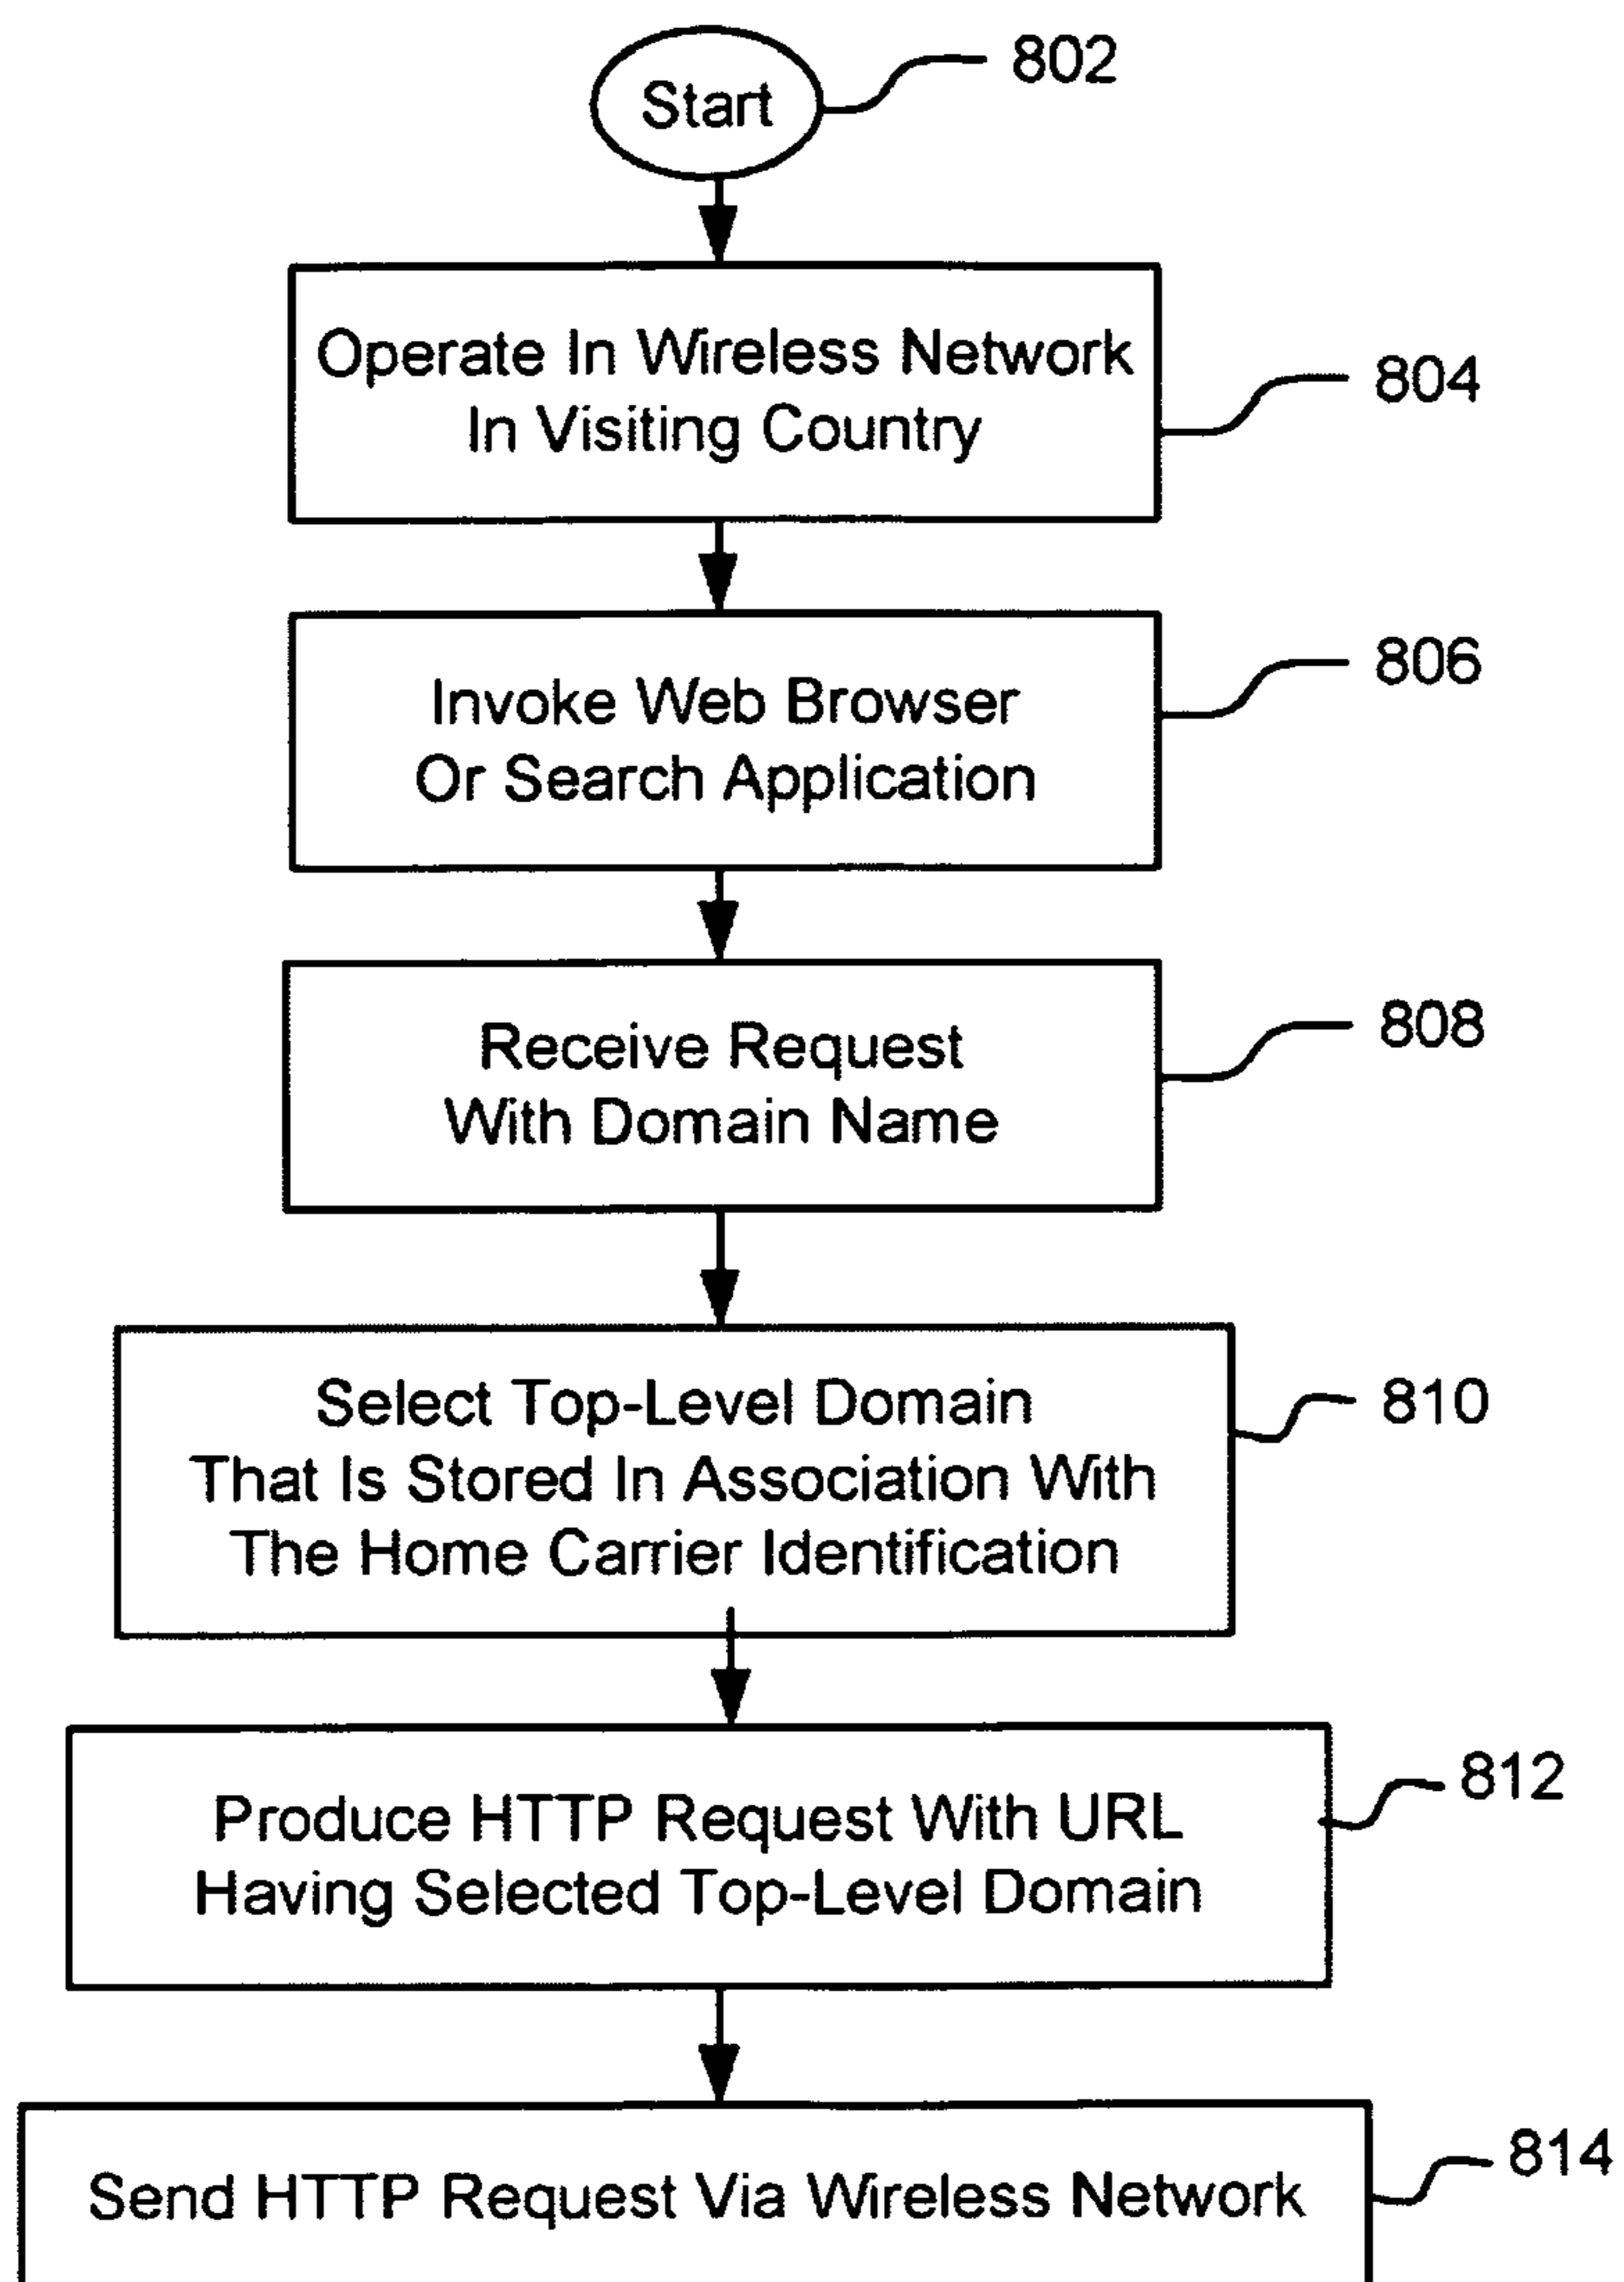 Start
802
Operate In Wireless Network
In Visiting Country
804
Invoke Web Browser
Or Search Application
806
Receive Request
With Domain Name
808
Select Top-Level Domain
That Is Stored In Association With
The Home Carrier Identification
810
Produce HTTP Request With URL
Having Selected Top-Level Domain
812
Send HTTP Request Via Wireless Network
814